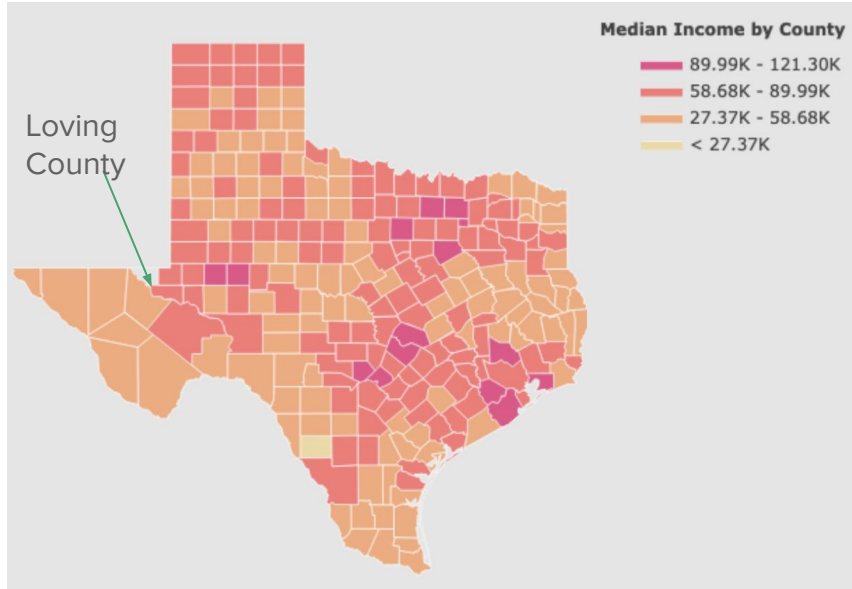 Median Income by County
89.99K - 121.30K
58.68K - 89.99K
27.37K - 58.68K
< 27.37K
Loving
County